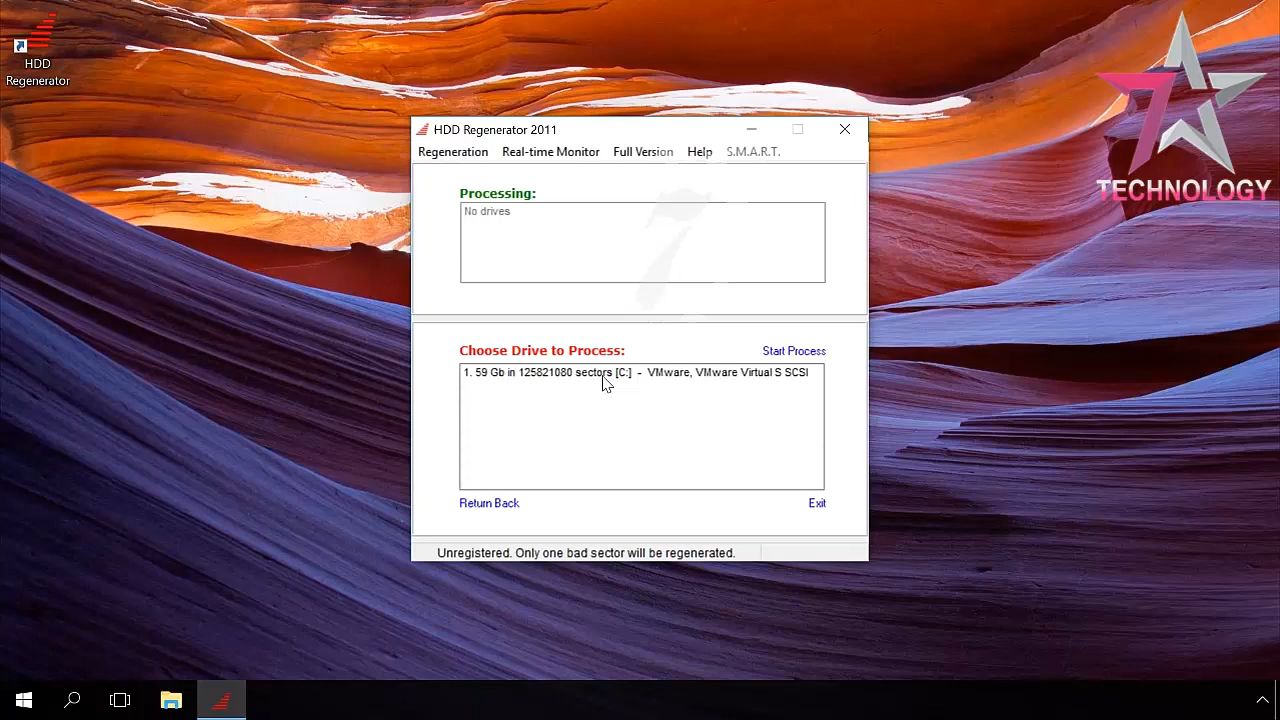 HDD
Regenerator
7
TECHNOLOGY
HDD Regenerator 2011
Regeneration Real-time Monitor Full Version Help S.M.A.R.T.
Processing:
No drives
7
Choose Drive to Process: Start Process
1. 59 Gb in 125821080 sectors [C:] - VMware, VMware Virtual S SCSI
Return Back Exit
Unregistered. Only one bad sector will be regenerated.